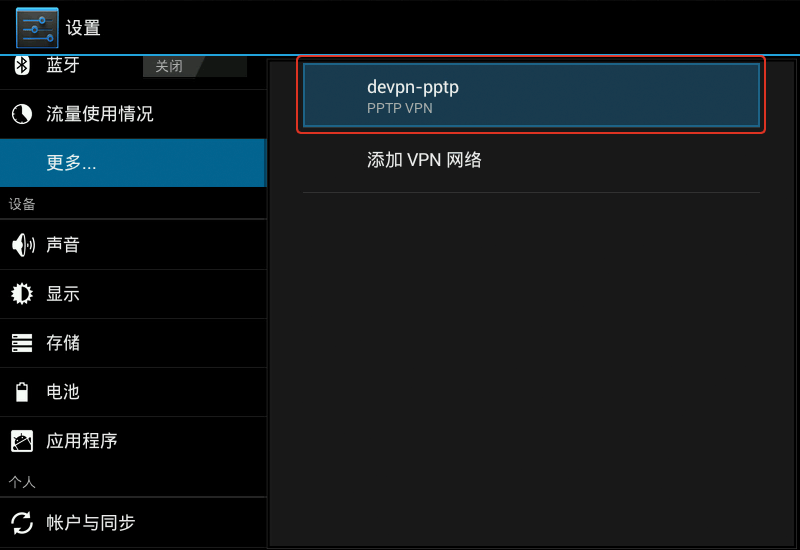 设置
蓝牙
关闭
流量使用情况
更多...
设备
声音
显示
存储
电池
应用程序
个人
帐户与同步
devpn-pptp
PPTP VPN
添加 VPN 网络